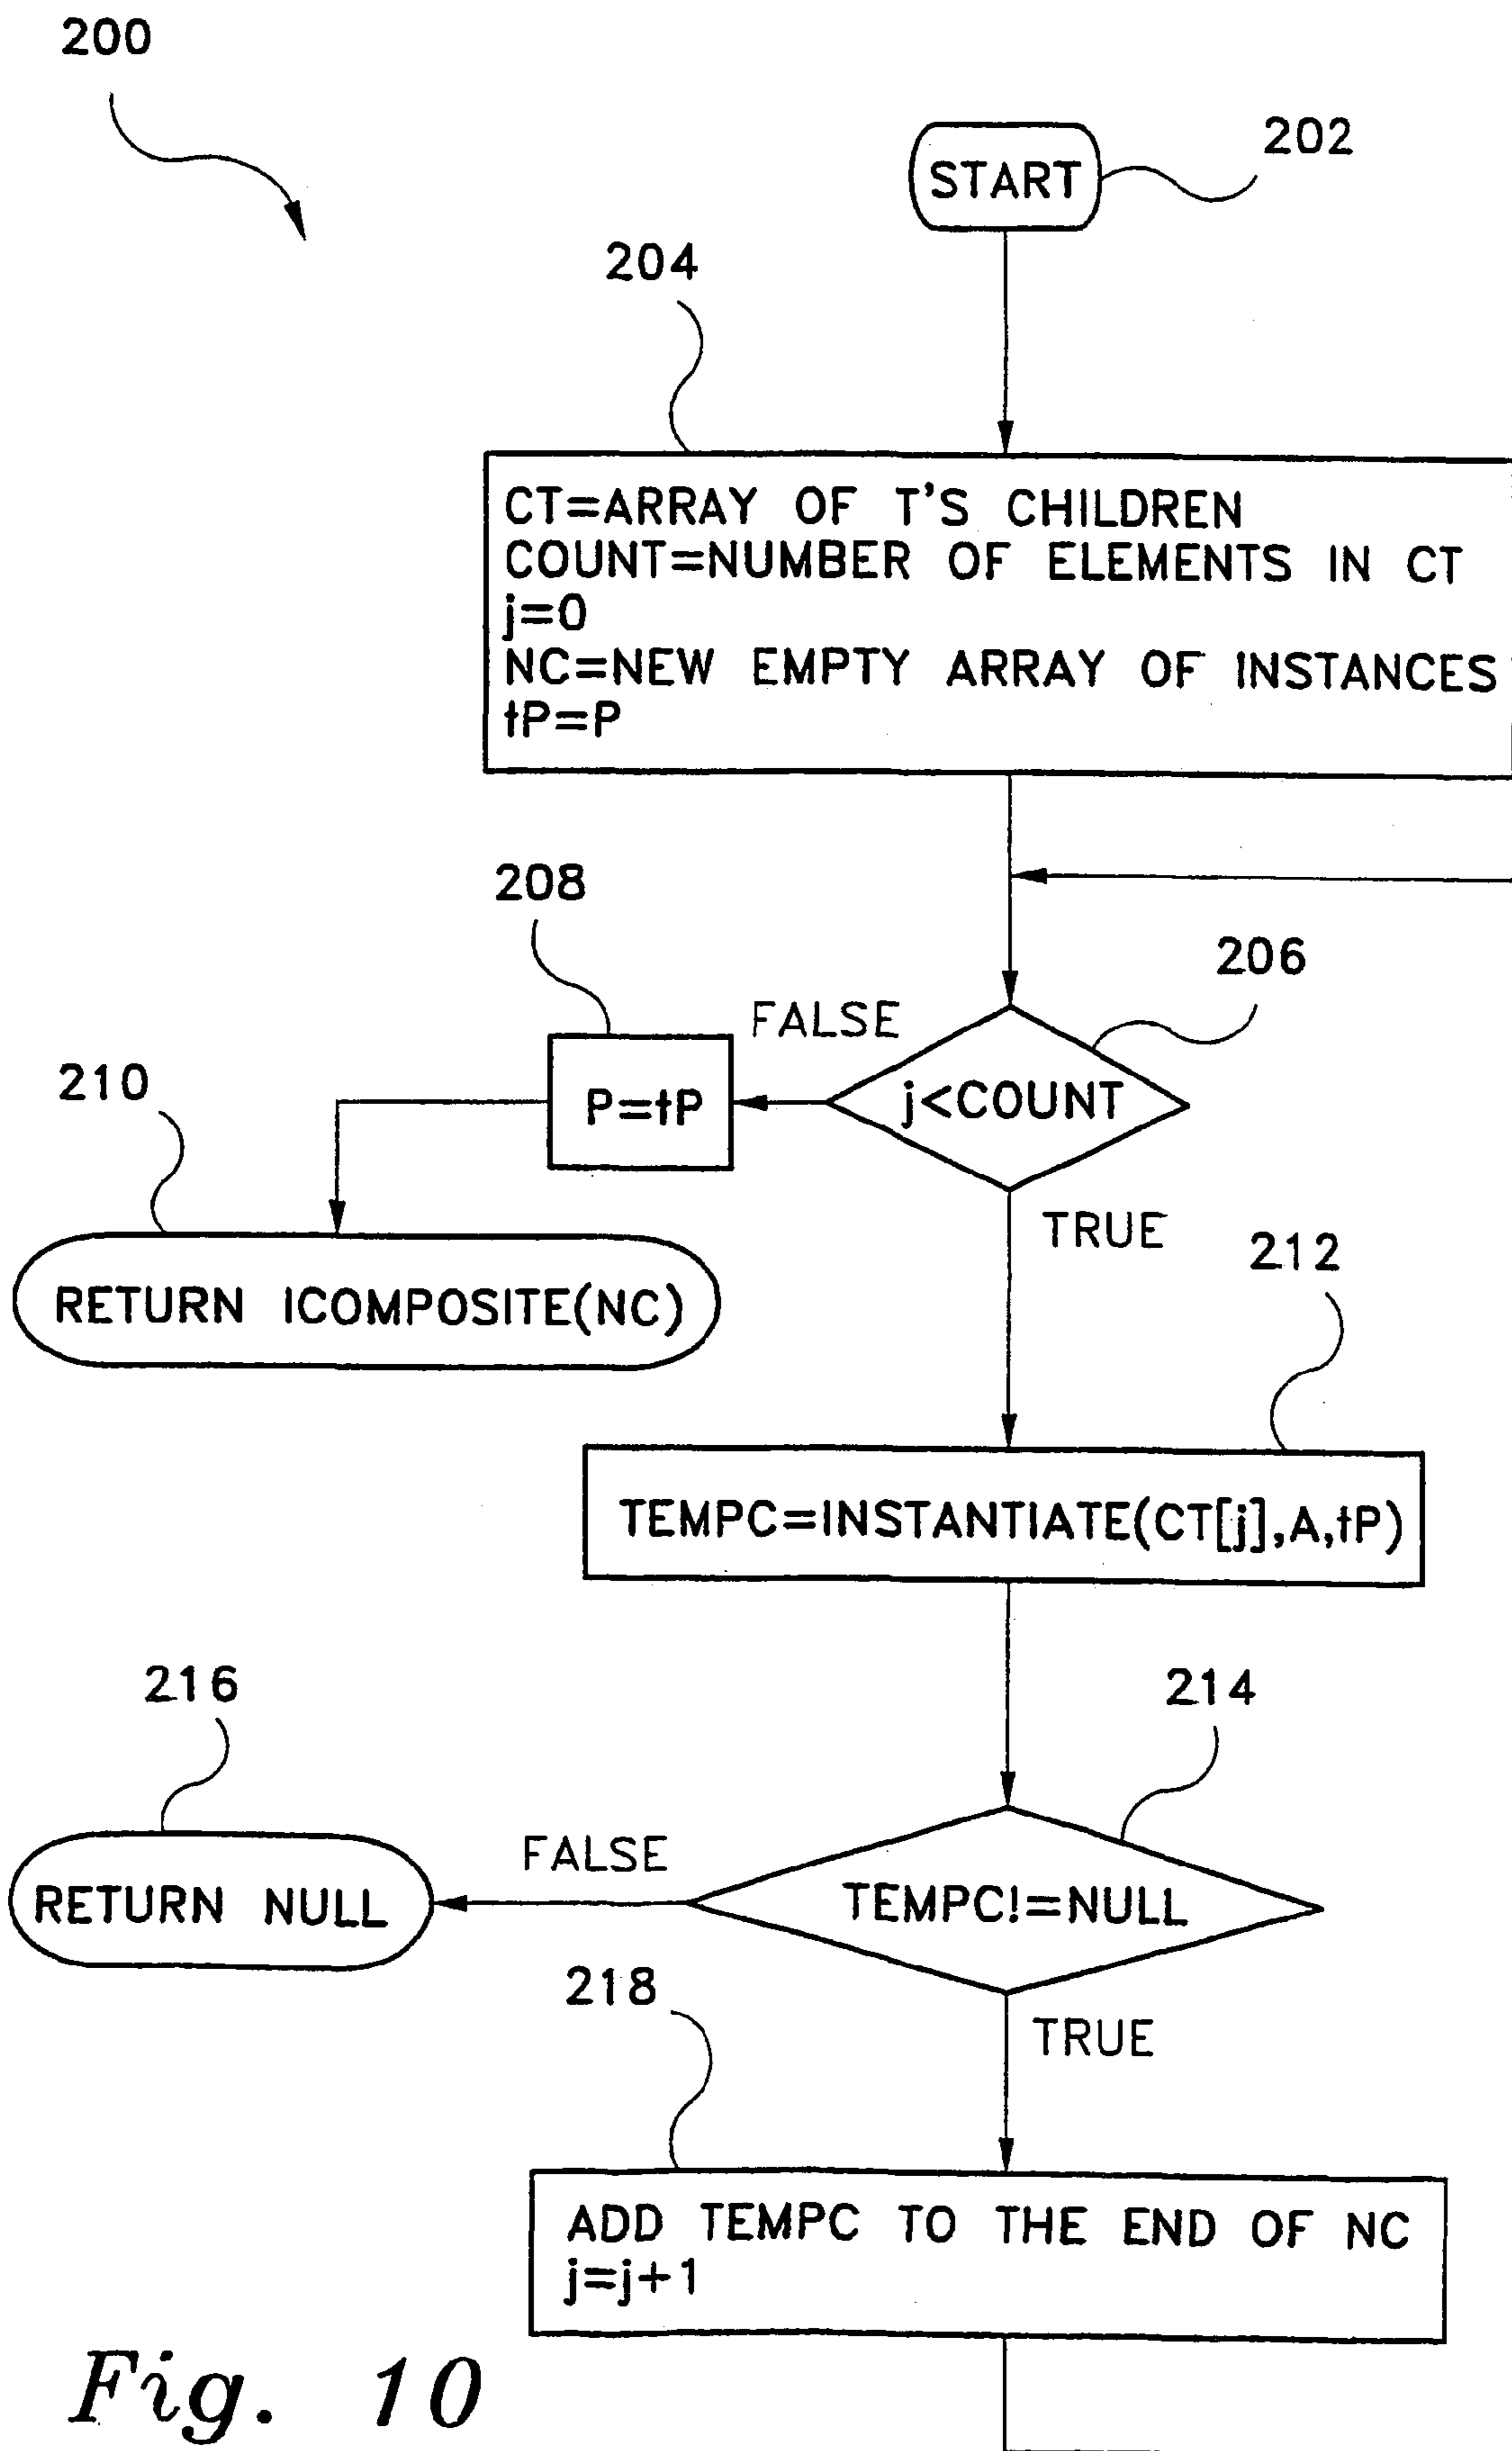 200
202
START
204
CT=ARRAY OF T'S CHILDREN
COUNT=NUMBER OF ELEMENTS IN CT
j=0
NC=NEW EMPTY ARRAY OF INSTANCES
tP=P
208
206
FALSE
210
P=tP
j<COUNT
TRUE
212
RETURN ICOMPOSITE(NC)
TEMPC=INSTANTIATE(CT[j],A,tP)
216
214
FALSE
RETURN NULL
TEMPC!=NULL
218
TRUE
ADD TEMPC TO THE END OF NC
j=j+1
Fig. 10